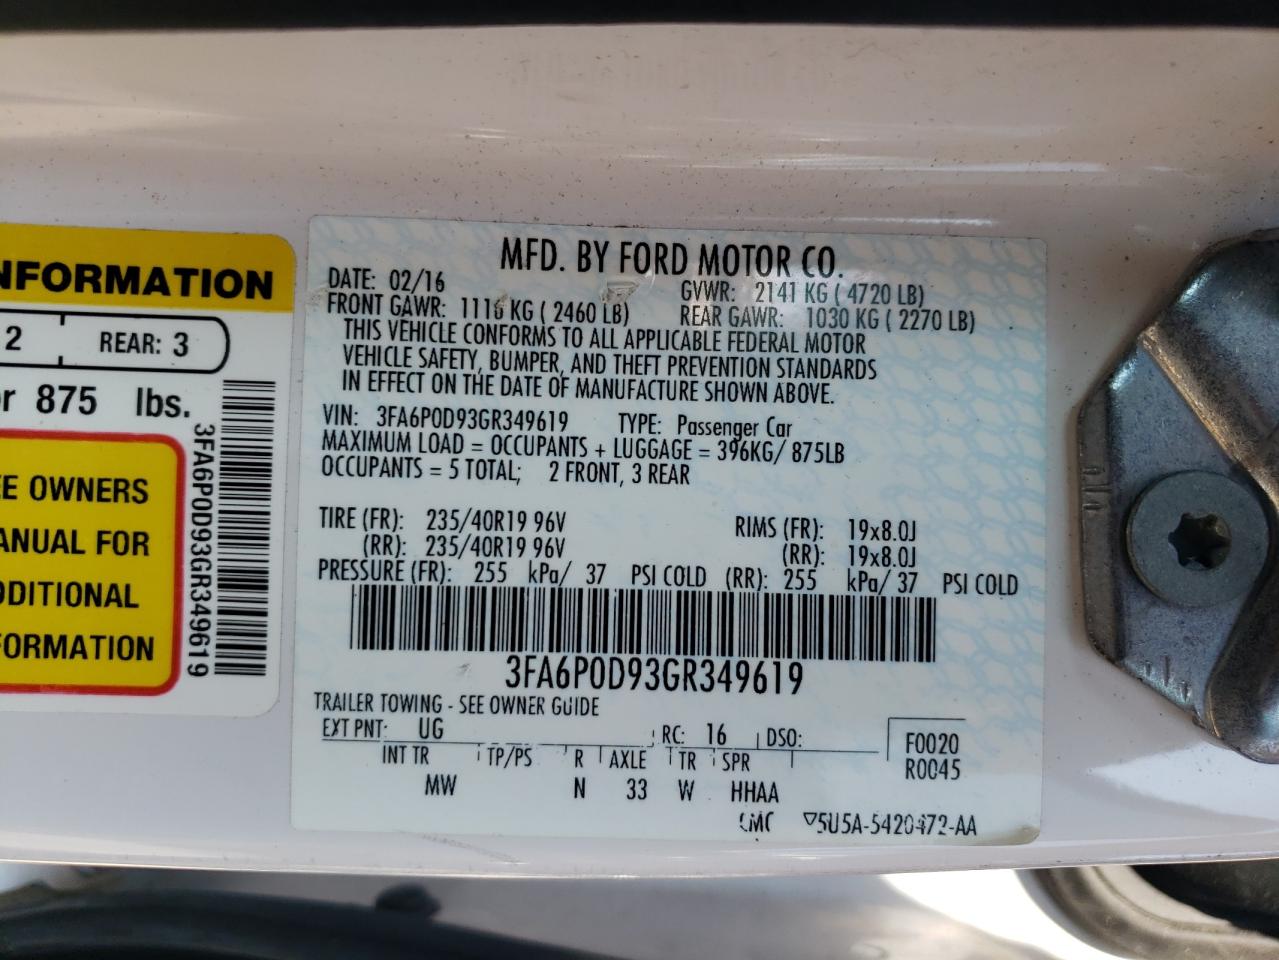 NFORMATION
2 REAR: 3
875 lbs.
EE OWNERS
ANUAL FOR
DDITIONAL
FORMATION
3FA6P0D93GR349619
MFD. BY FORD MOTOR CO.
DATE: 02/16 GVWR: 2141 KG ( 4720 LB)
FRONT GAWR: 1116 KG ( 2460 LB) REAR GAWR: 1030 KG ( 2270 LB)
THIS VEHICLE CONFORMS TO ALL APPLICABLE FEDERAL MOTOR
VEHICLE SAFETY, BUMPER, AND THEFT PREVENTION STANDARDS
IN EFFECT ON THE DATE OF MANUFACTURE SHOWN ABOVE.
VIN: 3FA6P0D93GR349619 TYPE: Passenger Car
MAXIMUM LOAD = OCCUPANTS + LUGGAGE = 396KG/ 875LB
OCCUPANTS = 5 TOTAL; 2 FRONT, 3 REAR
TIRE (FR): 235/40R19 96V RIMS (FR): 19x8.0J
(RR): 235/40R19 96V (RR): 19x8.0J
PRESSURE (FR): 255 kPa/ 37 PSI COLD (RR): 255 kPa/ 37 PSI COLD
3FA6P0D93GR349619
TRAILER TOWING - SEE OWNER GUIDE
EXT PNT: UG RC: 16 DSO: F0020
INT TR TP/PS R AXLE TR SPR R0045
MW N 33 W HHAA
5U5A-5420472-AA